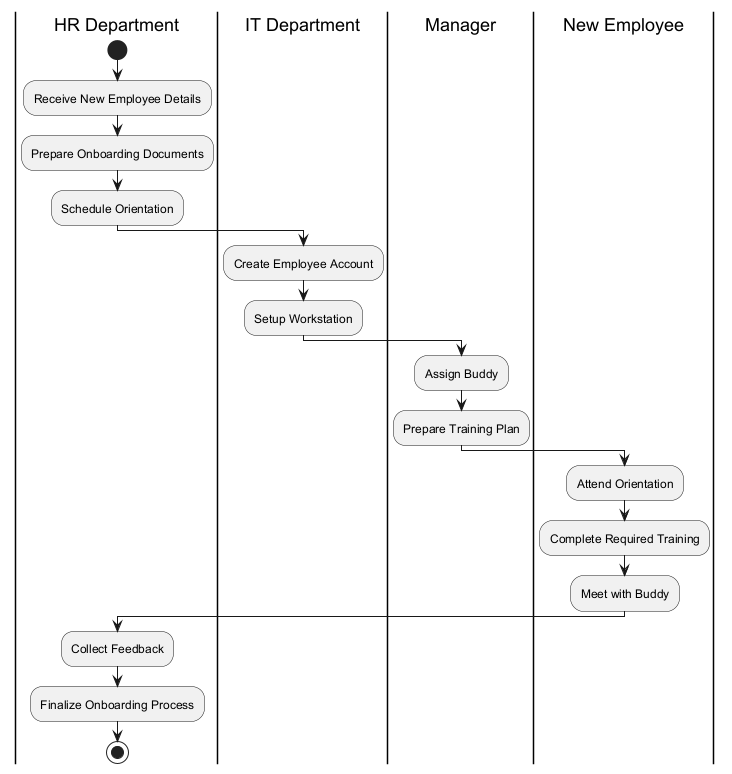 HR Department
IT Department
Manager
New Employee
Receive New Employee Details
Prepare Onboarding Documents
Schedule Orientation
Create Employee Account
Setup Workstation
Assign Buddy
Prepare Training Plan
Attend Orientation
Complete Required Training
Meet with Buddy
Collect Feedback
Finalize Onboarding Process